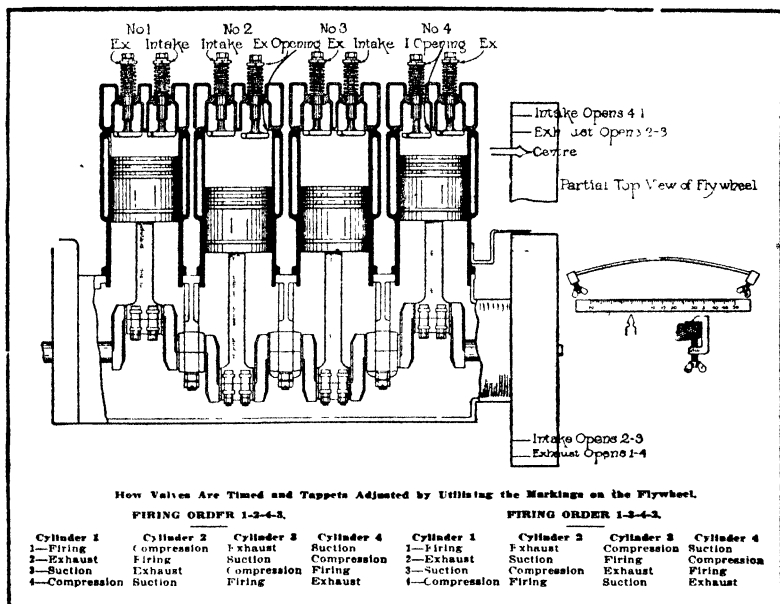 No1 No 2 No 3 No 4
Ex Intake Intake Ex Opening Ex Intake I Opening Ex
Intake Opens 4 1
Exhaust Opens 2-3
Centre
Partial Top View of Flywheel
Intake Opens 2-3
Exhaust Opens 1-4
How Valves Are Timed and Tappets Adjusted by Utilizing the Markings on the Flywheel.
FIRING ORDER 1-2-4-3. FIRING ORDER 1-3-4-2.
Cylinder 1 Cylinder 2 Cylinder 3 Cylinder 4 Cylinder 1 Cylinder 2 Cylinder 3 Cylinder 4
1—Firing Compression Exhaust Suction 1—Firing Exhaust Compression Suction
2—Exhaust Firing Suction Compression 2—Exhaust Suction Firing Compression
3—Suction Exhaust Compression Firing 3—Suction Compression Exhaust Firing
4—Compression Suction Firing Exhaust 4—Compression Firing Suction Exhaust